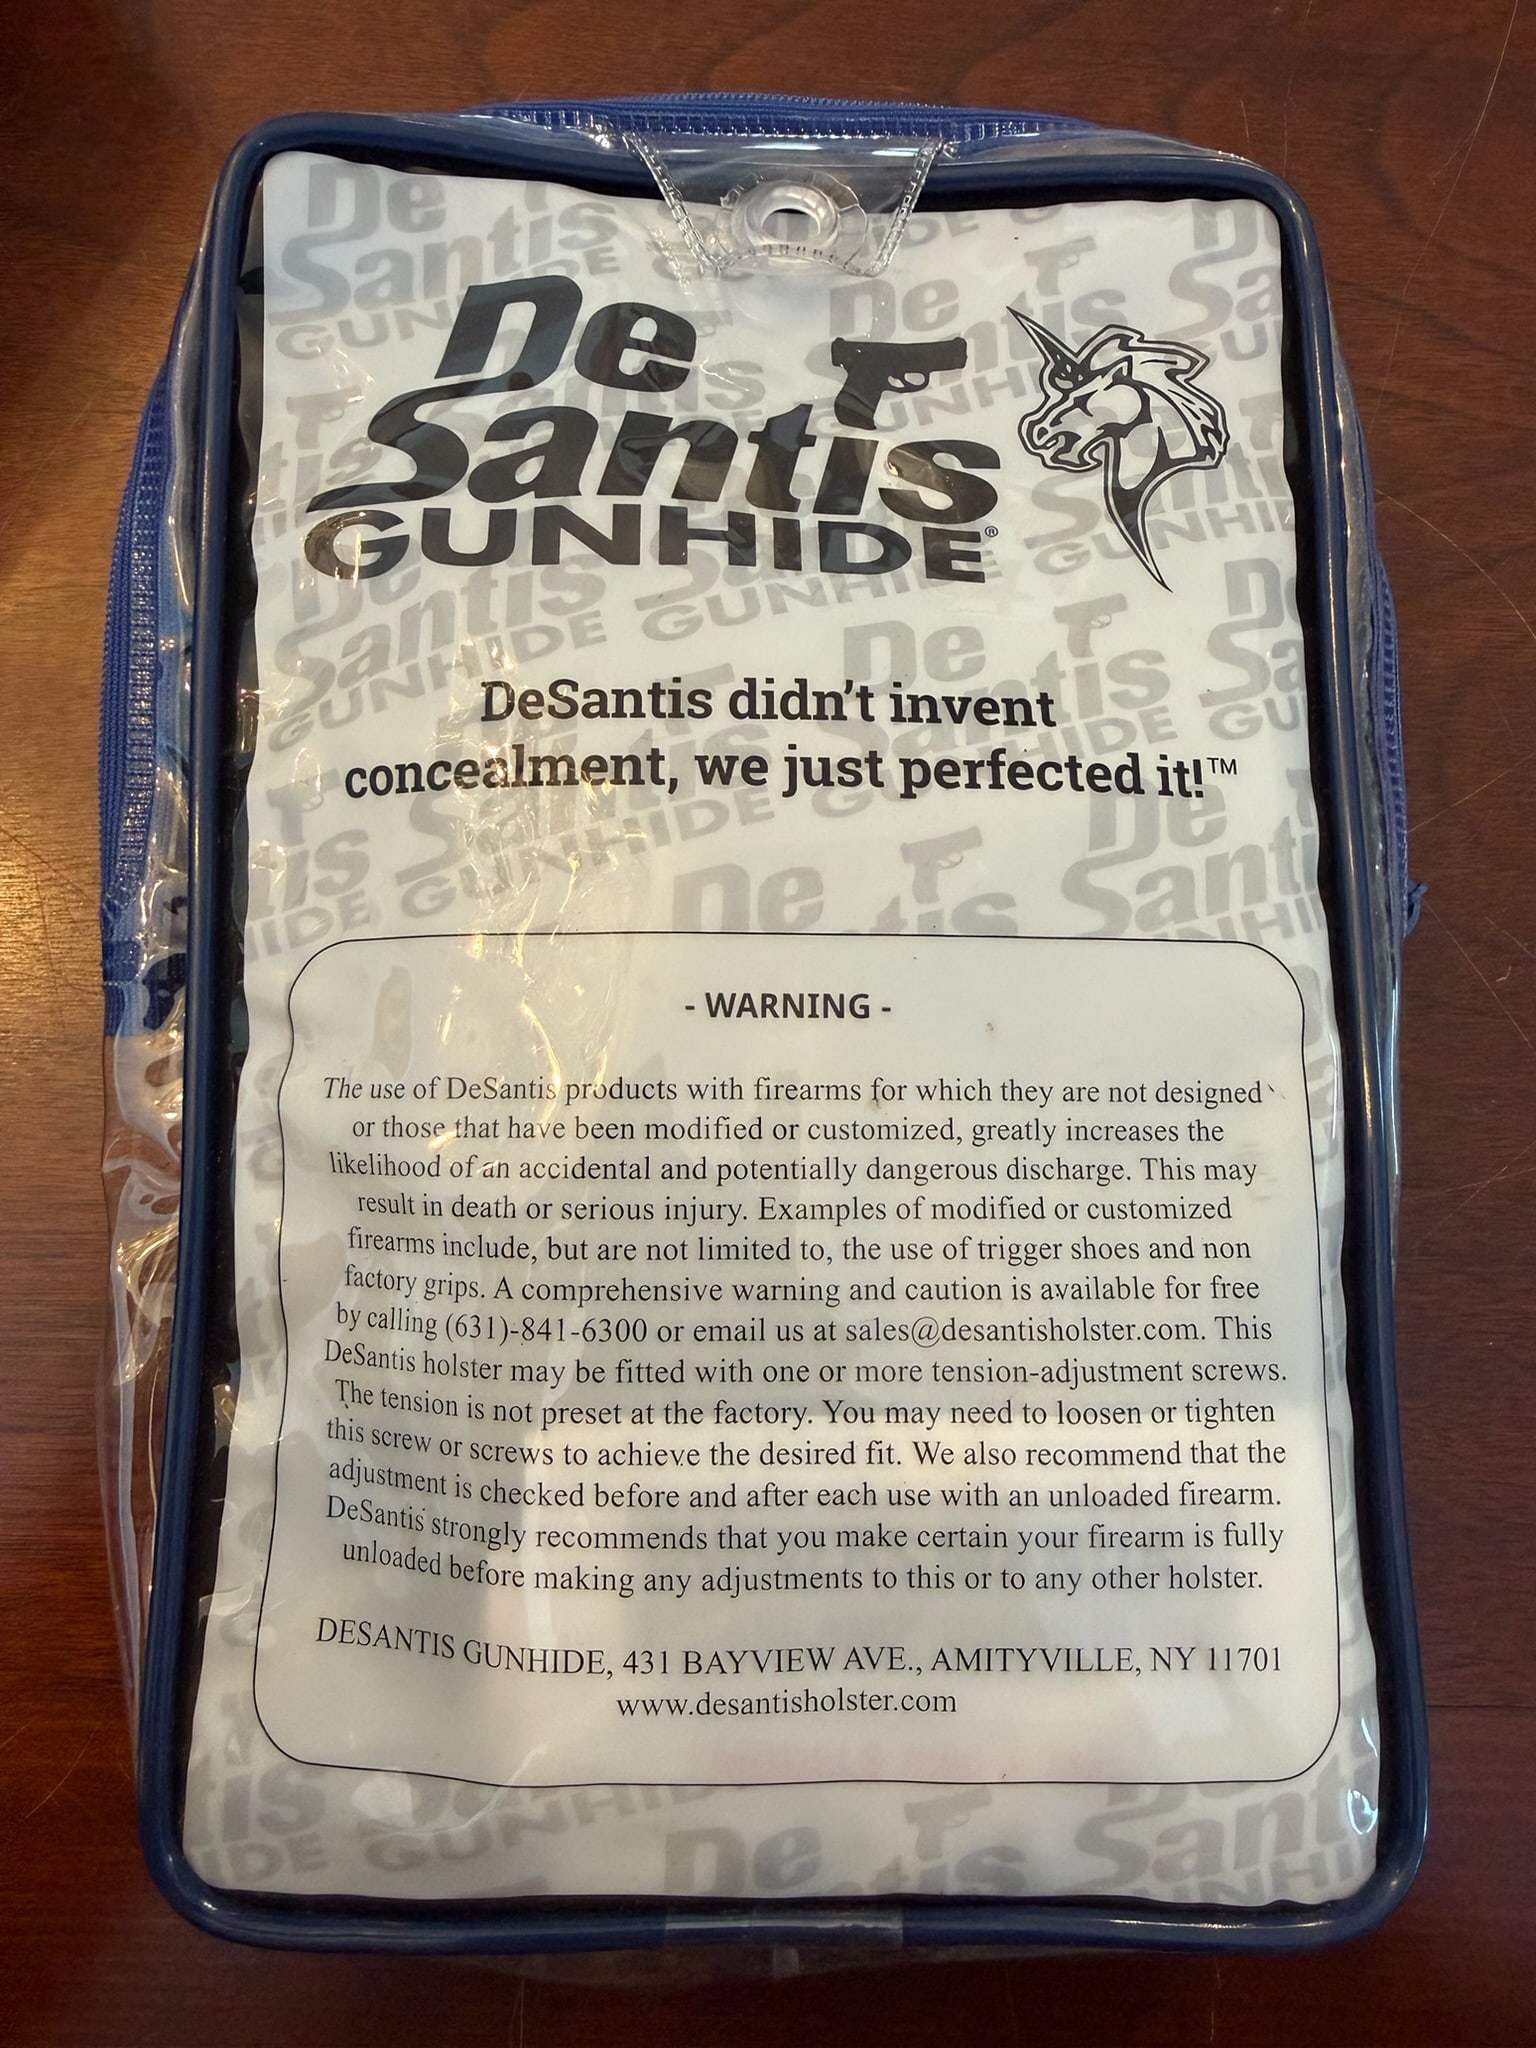 De
Santis
GUNHIDE®
DeSantis didn't invent
concealment, we just perfected it!™
- WARNING -
The use of DeSantis products with firearms for which they are not designed
or those that have been modified or customized, greatly increases the
likelihood of an accidental and potentially dangerous discharge. This may
result in death or serious injury. Examples of modified or customized
firearms include, but are not limited to, the use of trigger shoes and non
factory grips. A comprehensive warning and caution is available for free
by calling (631)-841-6300 or email us at sales@desantisholster.com. This
DeSantis holster may be fitted with one or more tension-adjustment screws.
The tension is not preset at the factory. You may need to loosen or tighten
this screw or screws to achieve the desired fit. We also recommend that the
adjustment is checked before and after each use with an unloaded firearm.
DeSantis strongly recommends that you make certain your firearm is fully
unloaded before making any adjustments to this or to any other holster.
DESANTIS GUNHIDE, 431 BAYVIEW AVE., AMITYVILLE, NY 11701
www.desantisholster.com